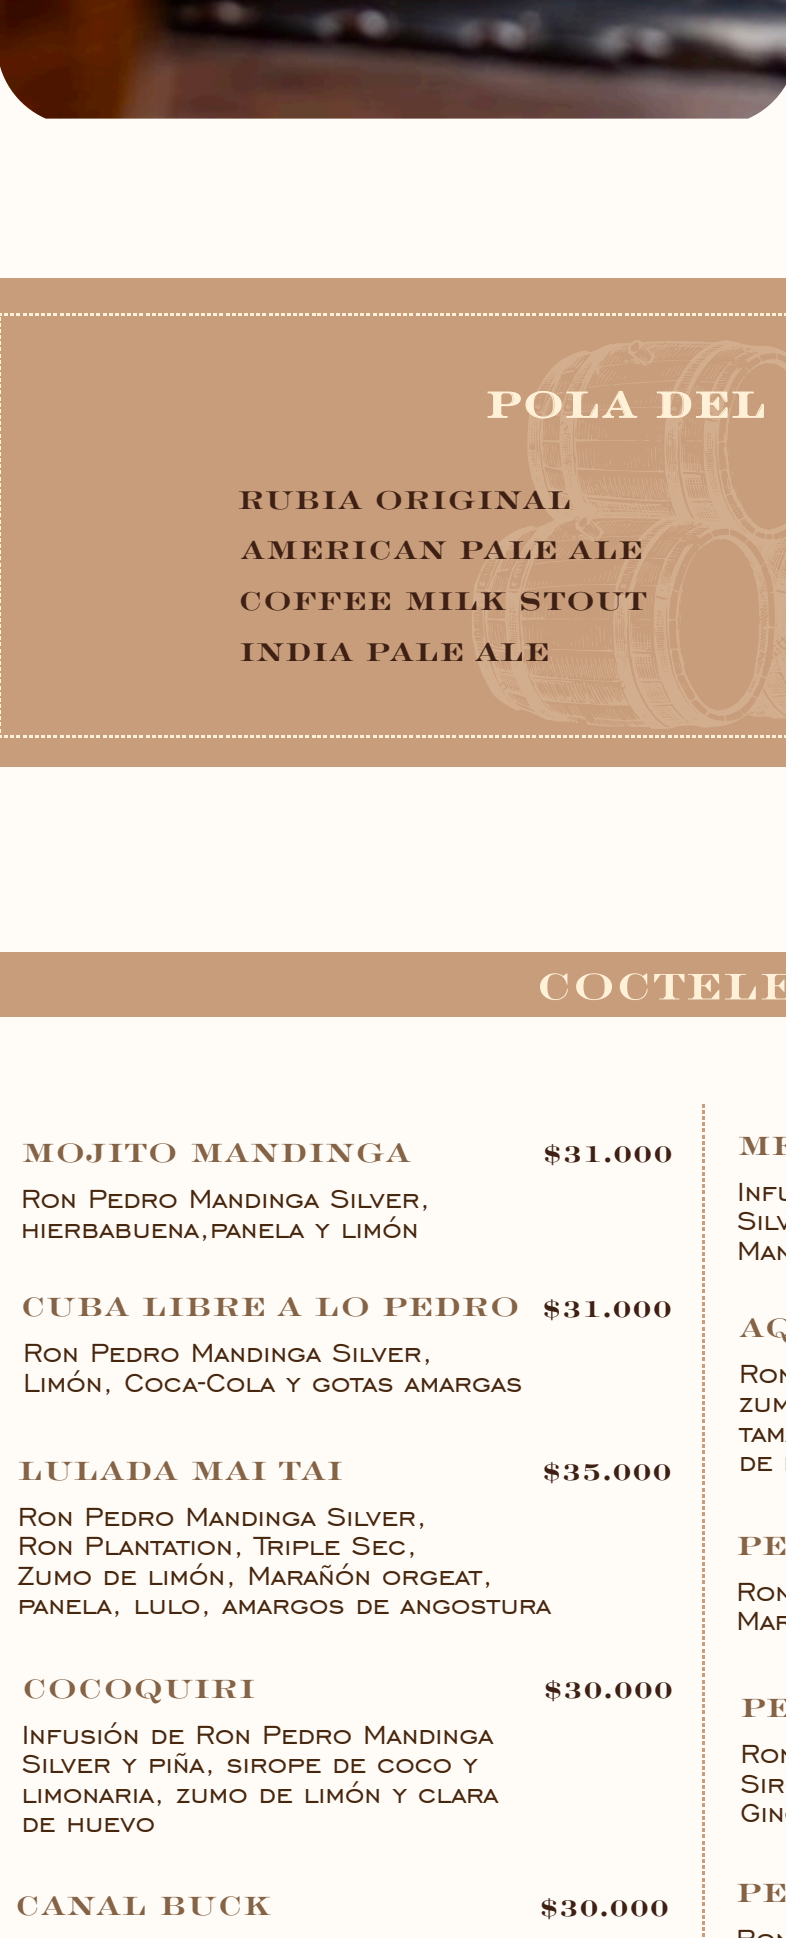 POLA DEL
RUBIA ORIGINAL
AMERICAN PALE ALE
COFFEE MILK STOUT
INDIA PALE ALE
MOJITO MANDINGA $31.000
Ron Pedro Mandinga Silver,
hierbabuena,panela y limón
CUBA LIBRE A LO PEDRO $31.000
Ron Pedro Mandinga Silver,
Limón, Coca-Cola y gotas amargas
LULADA MAI TAI $35.000
Ron Pedro Mandinga Silver,
Ron Plantation, Triple Sec,
Zumo de limón, Marañón orgeat,
panela, lulo, amargos de angostura
COCOQUIRI $30.000
Infusión de Ron Pedro Mandinga
Silver y piña, sirope de coco y
limonaria, zumo de limón y clara
de huevo
CANAL BUCK $30.000
de